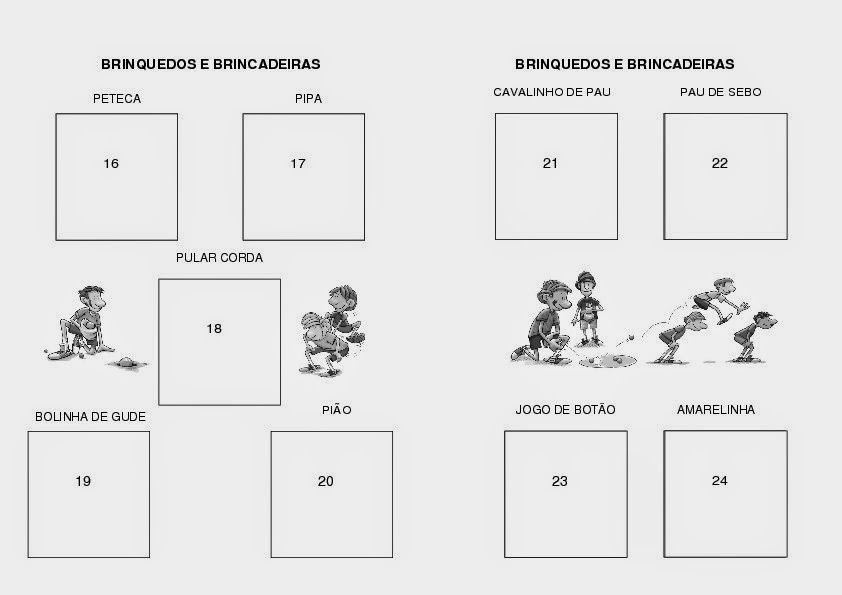 BRINQUEDOS E BRINCADEIRAS
PETECA
PIPA
16
17
PULAR CORDA
18
BOLINHA DE GUDE
PIÃO
19
20
BRINQUEDOS E BRINCADEIRAS
CAVALINHO DE PAU
PAU DE SEBO
21
22
JOGO DE BOTÃO
AMARELINHA
23
24